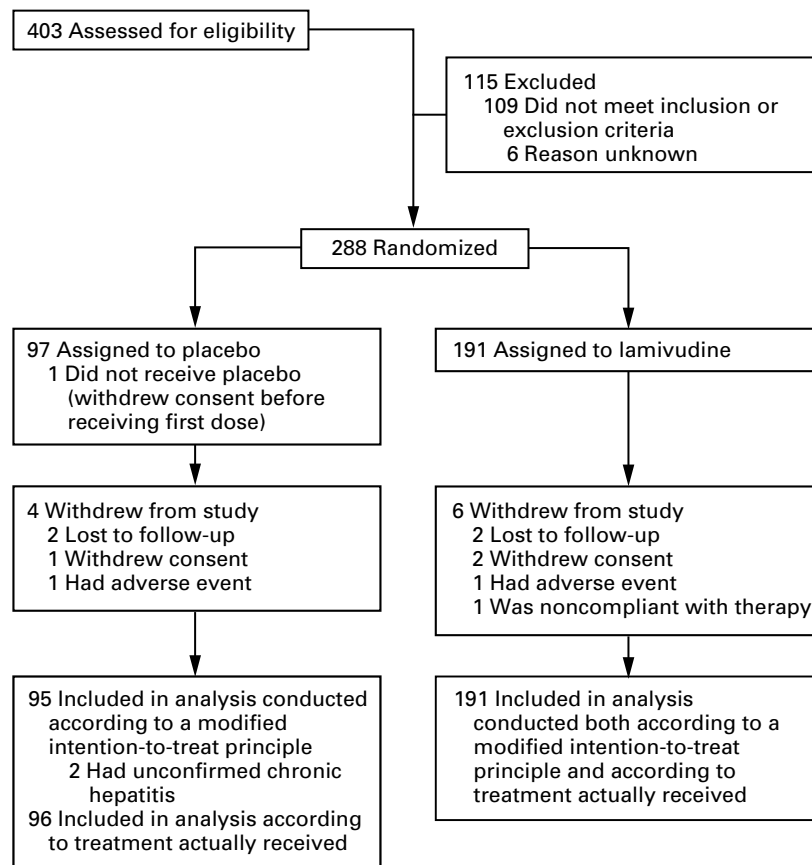 403 Assessed for eligibility
115 Excluded
109 Did not meet inclusion or
exclusion criteria
6 Reason unknown
288 Randomized
97 Assigned to placebo
1 Did not receive placebo
(withdrew consent before
receiving first dose)
191 Assigned to lamivudine
4 Withdrew from study
2 Lost to follow-up
1 Withdrew consent
1 Had adverse event
6 Withdrew from study
2 Lost to follow-up
2 Withdrew consent
1 Had adverse event
1 Was noncompliant with therapy
95 Included in analysis conducted
according to a modified
intention-to-treat principle
2 Had unconfirmed chronic
hepatitis
96 Included in analysis according
to treatment actually received
191 Included in analysis
conducted both according to a
modified intention-to-treat
principle and according to
treatment actually received